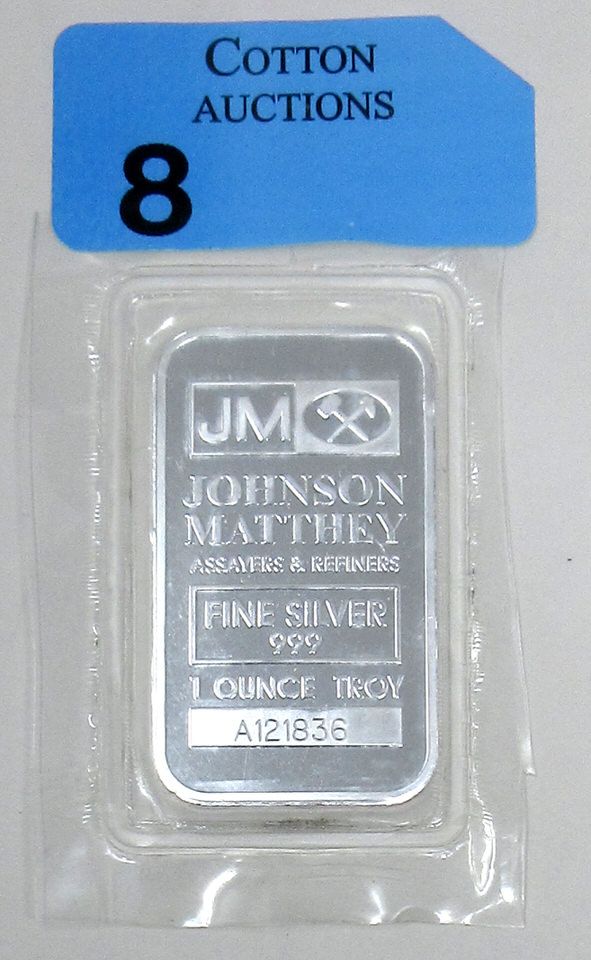 COTTON
AUCTIONS
8
JM
JOHNSON
MATTHEY
ASSAYERS & REFINERS
FINE SILVER
999
1 OUNCE TROY
A121836